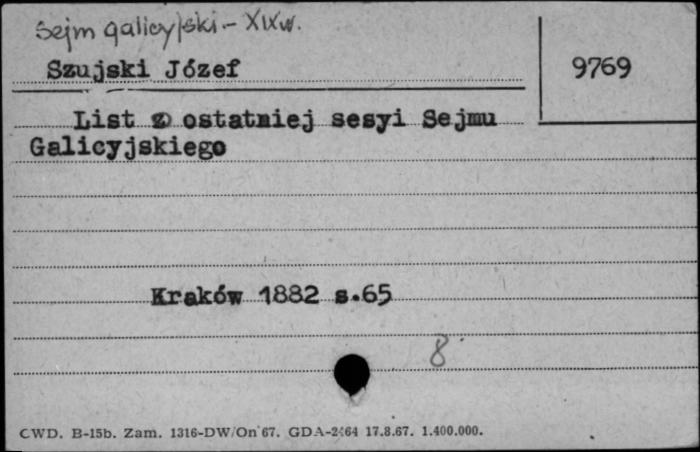 Sejm galicyjski - XIX w.
Szujski Józef
9769
List z ostatniej sesyi Sejmu
Galicyjskiego
Kraków 1882 s.65
8
CWD. B-15b. Zam. 1316-DW/On 67. GDA-2464 17.8.67. 1.400.000.